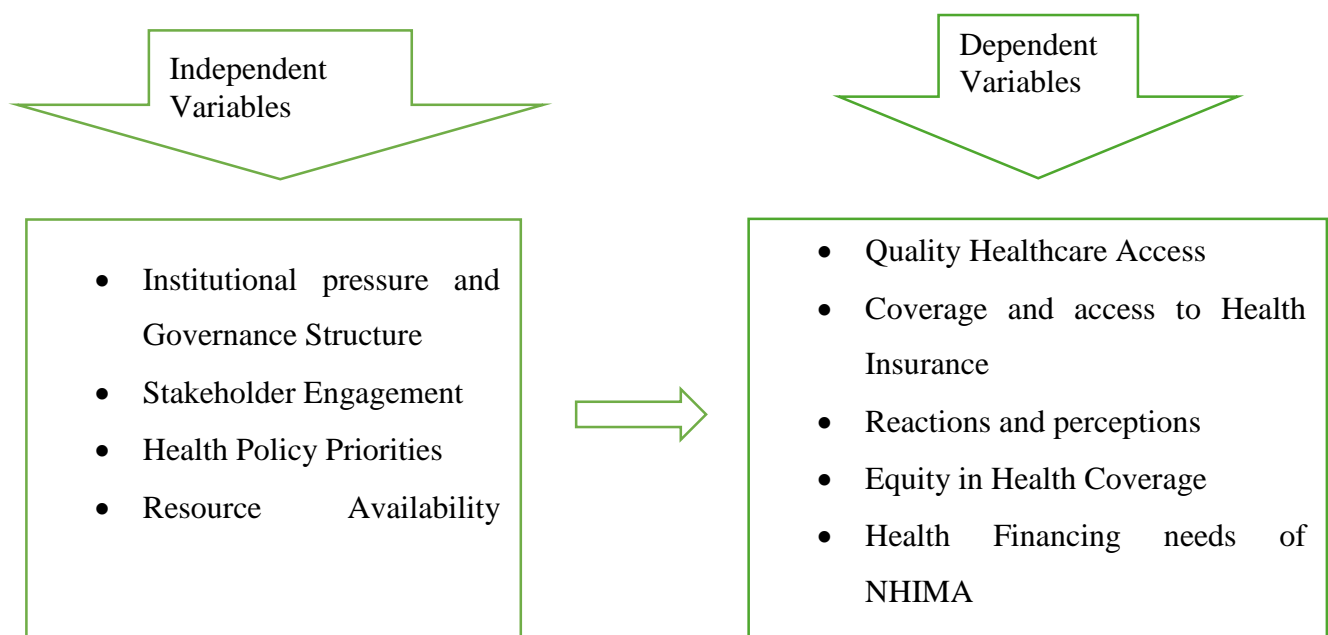 Independent
Variables
Dependent
Variables
• Institutional pressure and
Governance Structure
• Stakeholder Engagement
• Health Policy Priorities
• Resource Availability
• Quality Healthcare Access
• Coverage and access to Health
Insurance
• Reactions and perceptions
• Equity in Health Coverage
• Health Financing needs of
NHIMA